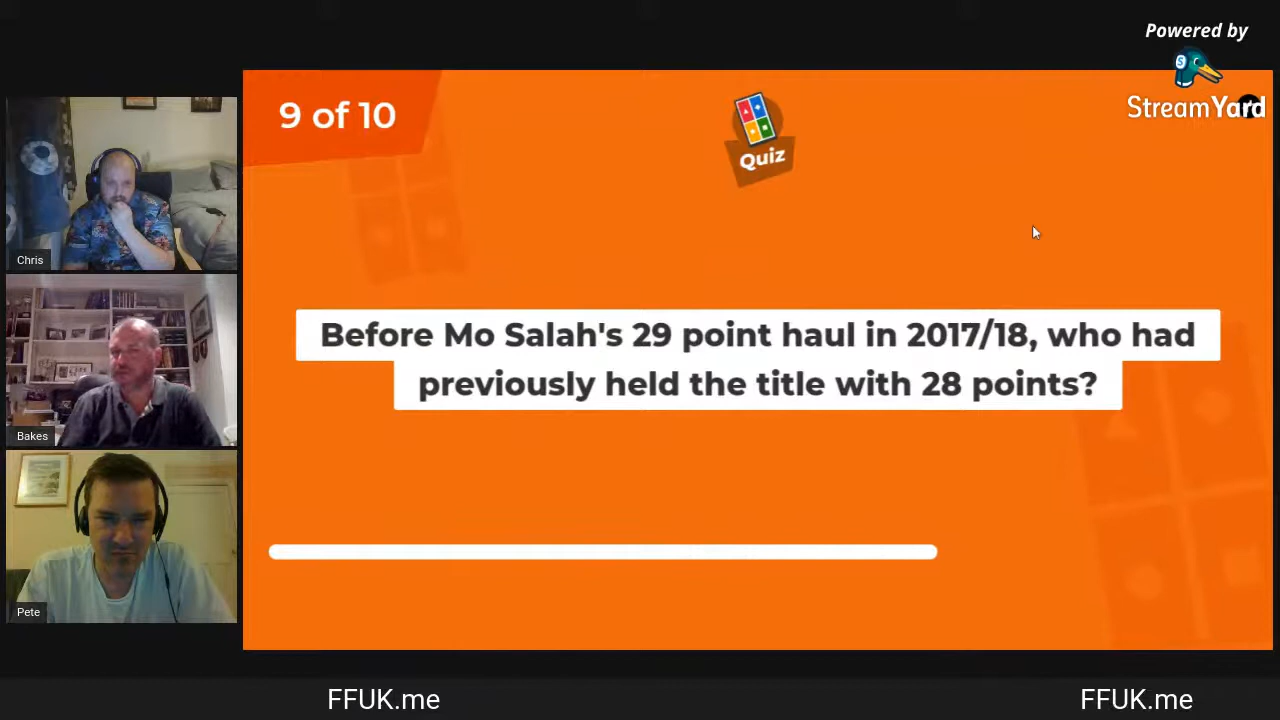 Powered by
StreamYard
9 of 10
Quiz
Before Mo Salah's 29 point haul in 2017/18, who had
previously held the title with 28 points?
Chris
Bakes
Pete
FFUK.me
FFUK.me